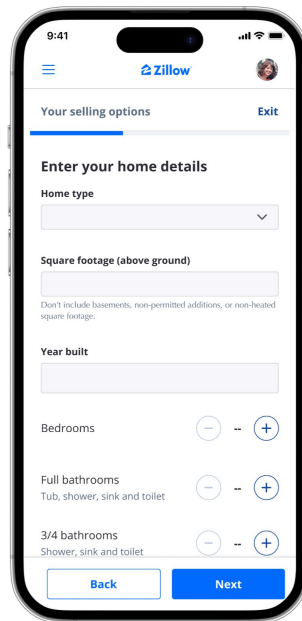 9:41
Zillow
Your selling options
Exit
Enter your home details
Home type
Square footage (above ground)
Don't include basements, non-permitted additions, or non-heated
square footage.
Year built
Bedrooms
--
Full bathrooms
--
Tub, shower, sink and toilet
3/4 bathrooms
--
Shower, sink and toilet
Back
Next